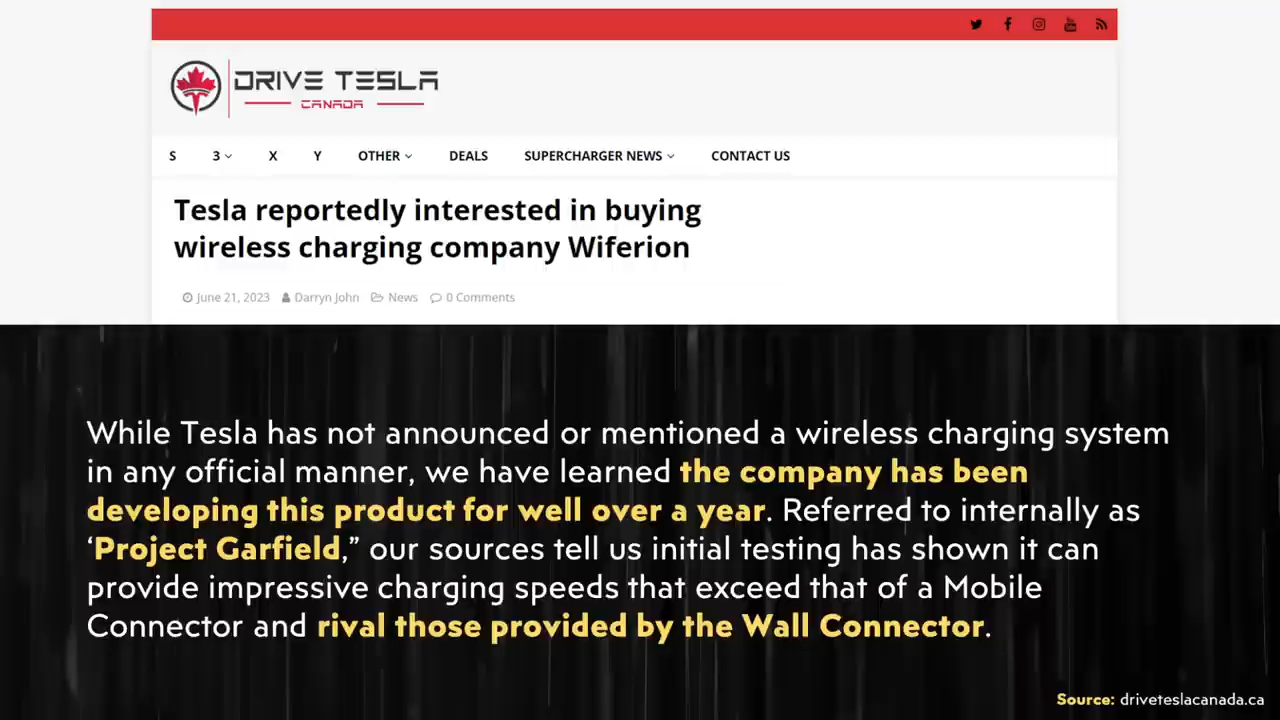 DRIVE TESLA
CANADA
S 3 X Y OTHER DEALS SUPERCHARGER NEWS CONTACT US
Tesla reportedly interested in buying
wireless charging company Wiferion
June 21, 2023 Darryn John News 0 Comments
While Tesla has not announced or mentioned a wireless charging system
in any official manner, we have learned the company has been
developing this product for well over a year. Referred to internally as
‘Project Garfield,” our sources tell us initial testing has shown it can
provide impressive charging speeds that exceed that of a Mobile
Connector and rival those provided by the Wall Connector.
Source: driveteslacanada.ca